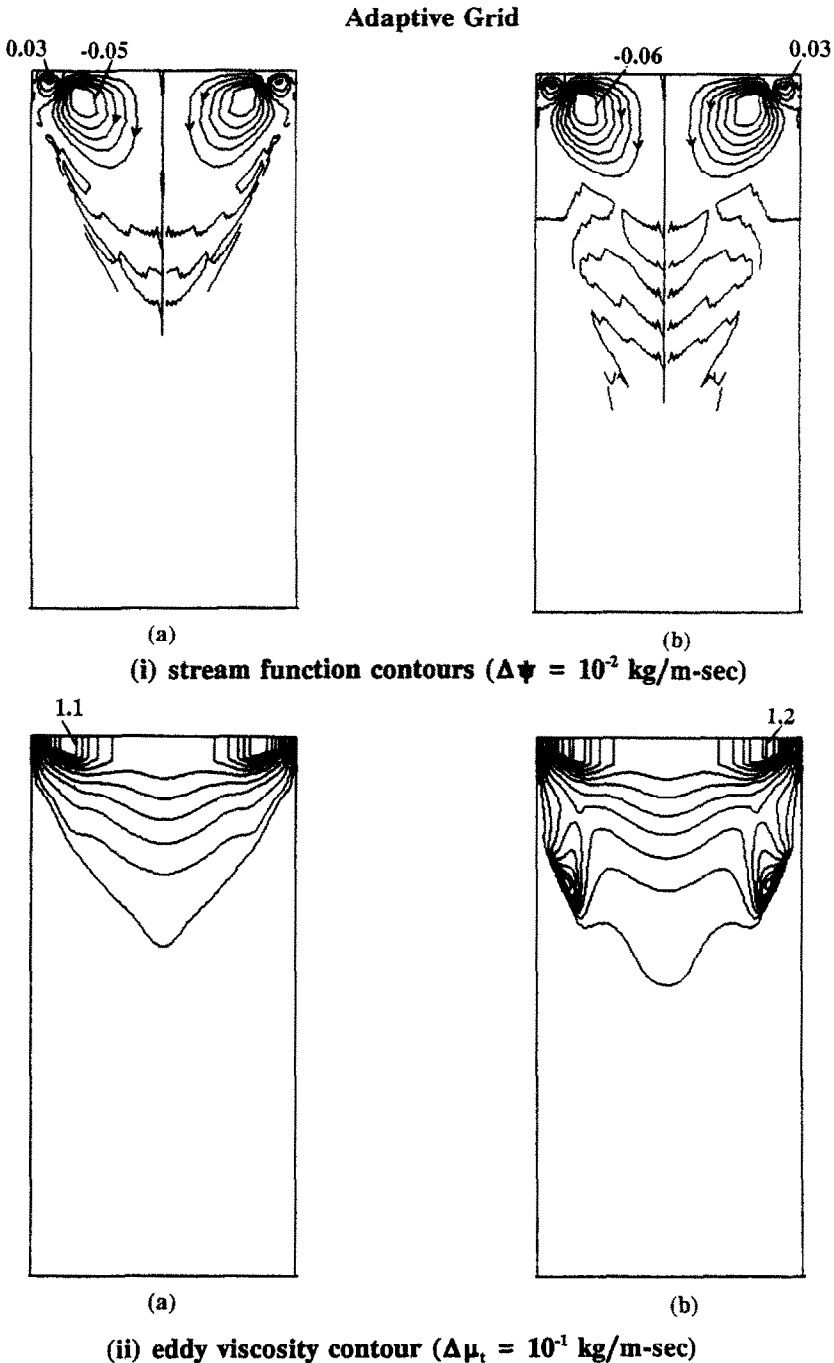 Adaptive Grid
0.03 -0.05
-0.06 0.03
(a) (b)
(i) stream function contours (Δψ = 10⁻² kg/m-sec)
1.1 1.2
(a) (b)
(ii) eddy viscosity contour (Δμₜ = 10⁻¹ kg/m-sec)